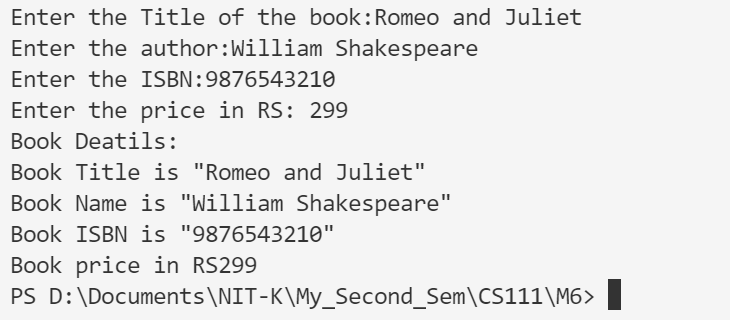 Enter the Title of the book:Romeo and Juliet
Enter the author:William Shakespeare
Enter the ISBN:9876543210
Enter the price in RS: 299
Book Deatils:
Book Title is "Romeo and Juliet"
Book Name is "William Shakespeare"
Book ISBN is "9876543210"
Book price in RS299
PS D:\Documents\NIT-K\My_Second_Sem\CS111\M6>